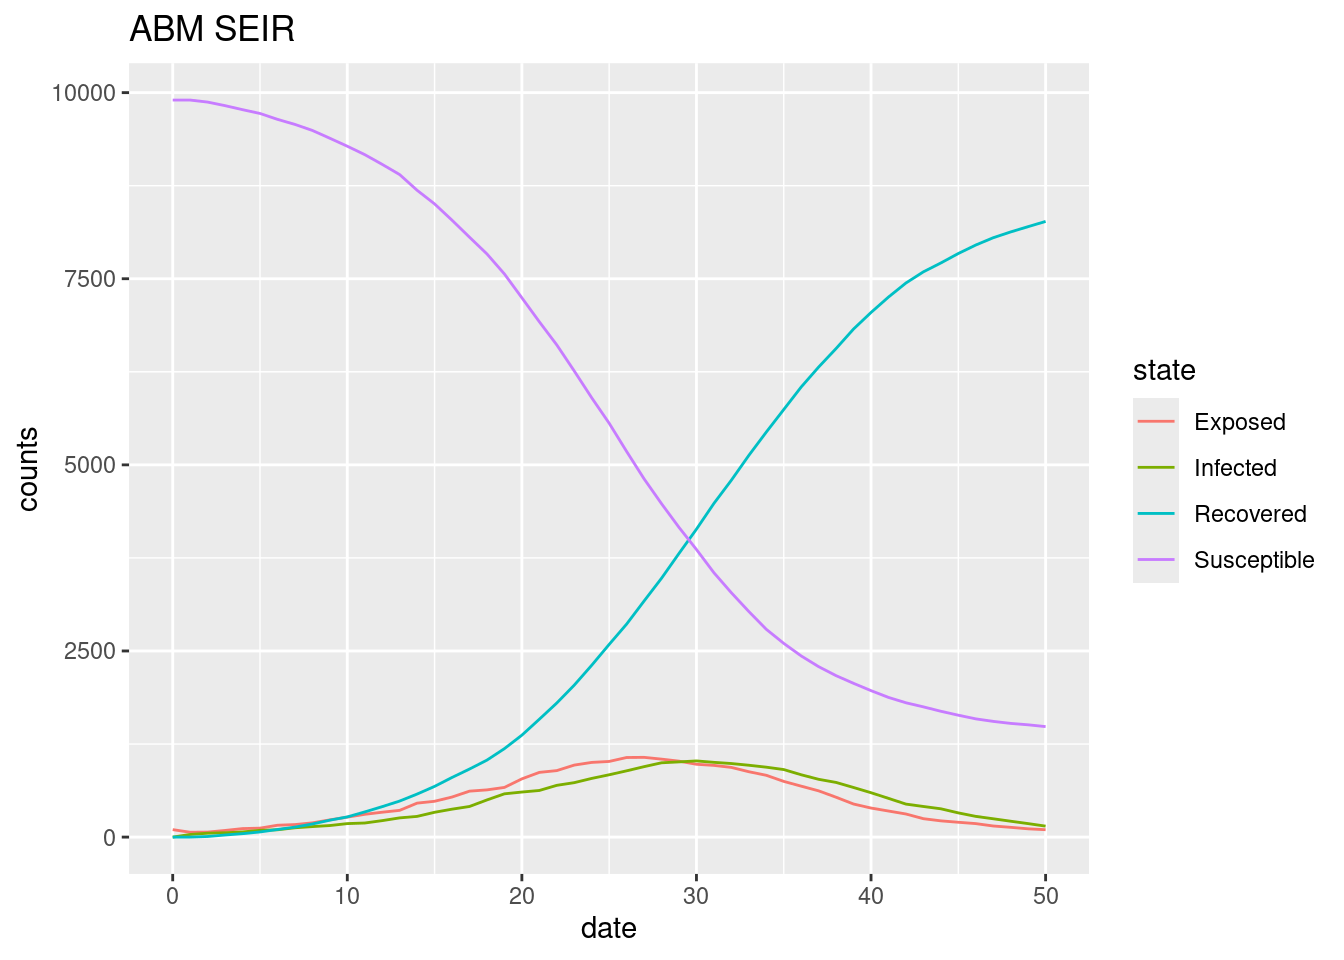 ABM SEIR
counts
10000
7500
5000
2500
0
0 10 20 30 40 50
date
state
Exposed
Infected
Recovered
Susceptible